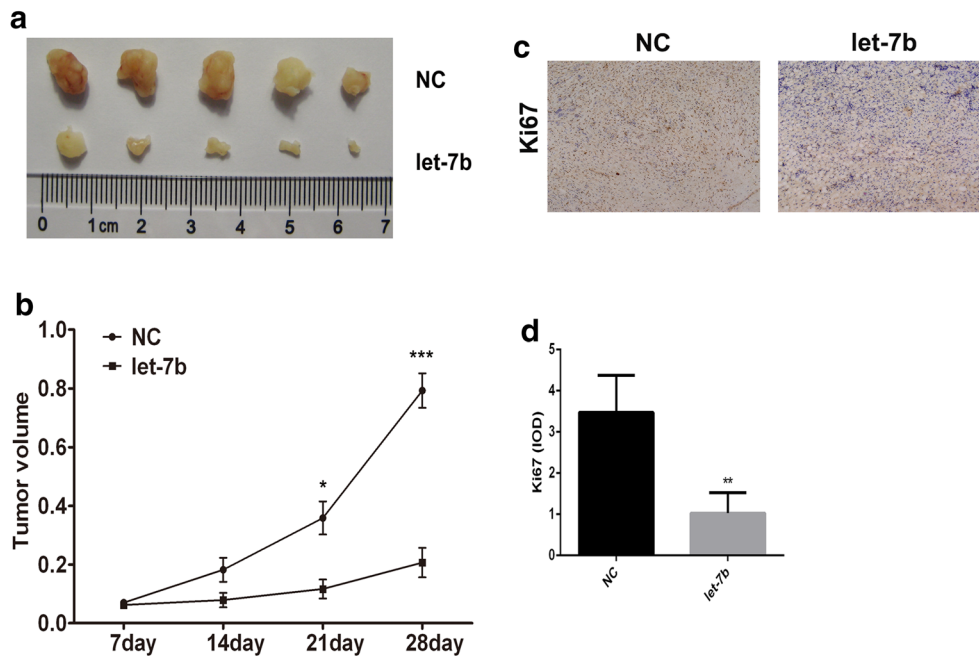 a
NC
let-7b
0 1 cm 2 3 4 5 6 7
b
NC
let-7b
1.0
0.8
0.6
0.4
0.2
0.0
Tumor volume
*
***
7day 14day 21day 28day
c
NC let-7b
Ki67
d
5
4
3
2
1
0
Ki67 (IOD)
**
NC let-7b